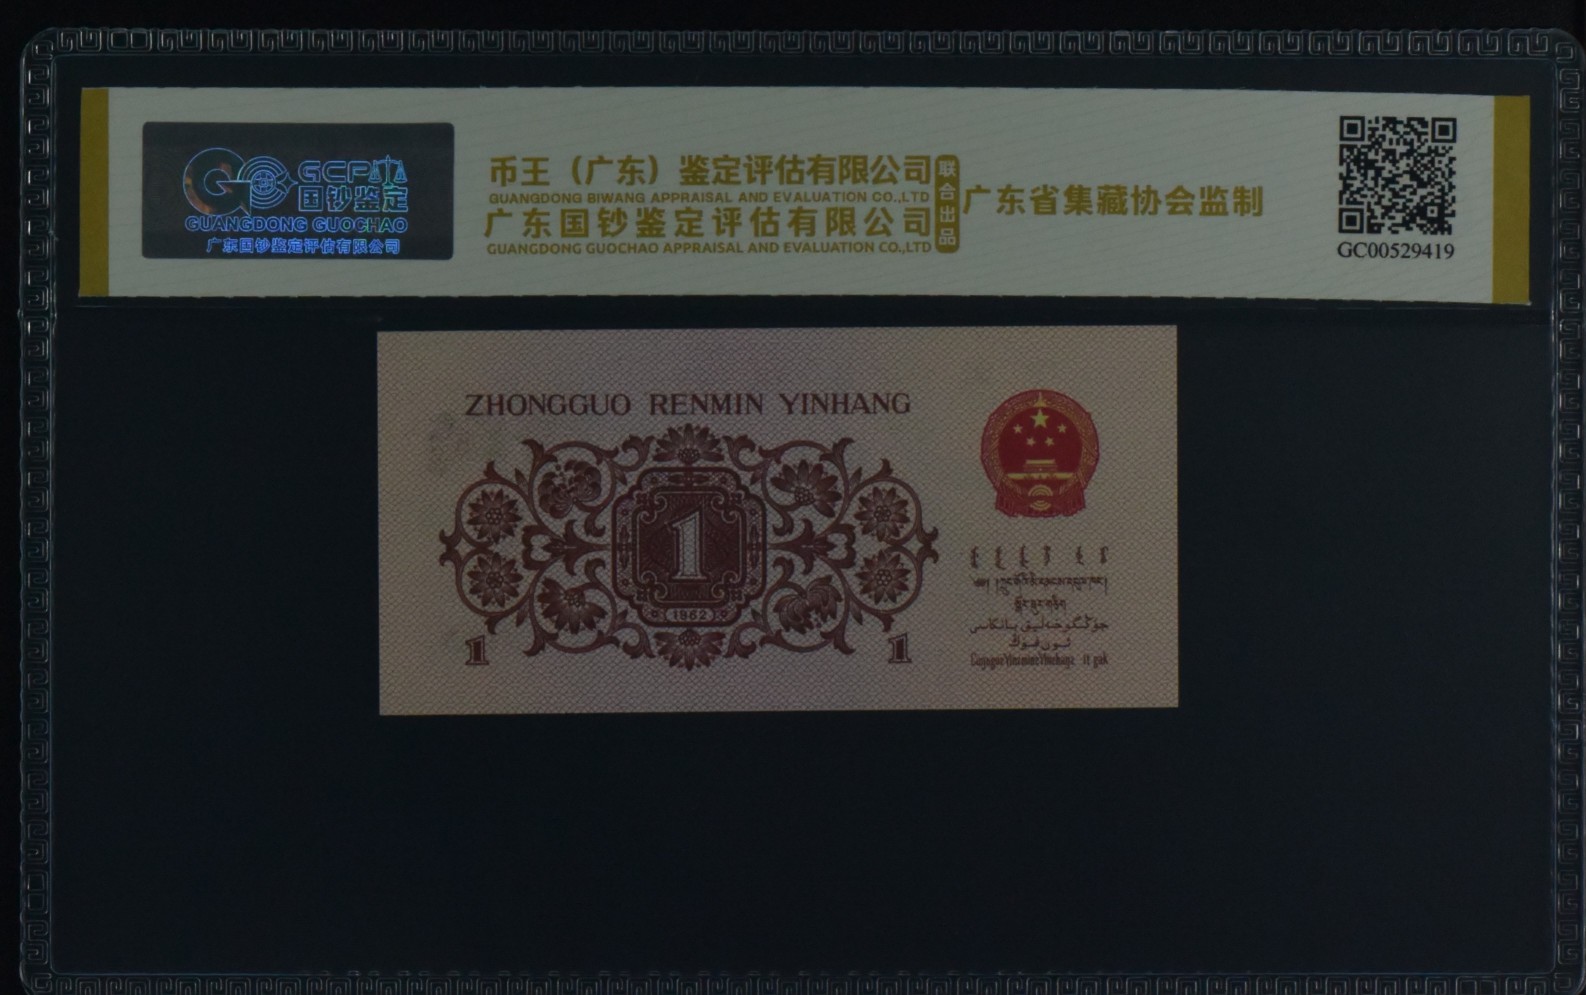 GCP
国钞鉴定
GUANGDONG GUOCHAO
广东国钞鉴定评估有限公司
币王（广东）鉴定评估有限公司
GUANGDONG BIWANG APPRAISAL AND EVALUATION CO.,LTD
广东国钞鉴定评估有限公司
GUANGDONG GUOCHAO APPRAISAL AND EVALUATION CO.,LTD
联合出品
广东省集藏协会监制
GC00529419
ZHONGGUO RENMIN YINHANG
1
1962
1
1